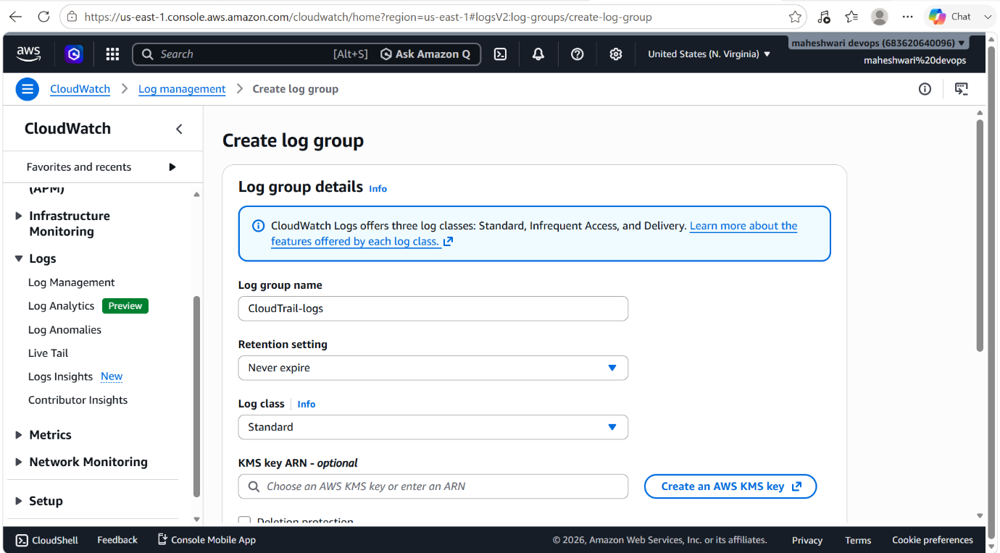 https://us-east-1.console.aws.amazon.com/cloudwatch/home?region=us-east-1#logsV2:log-groups/create-log-group
Chat
aws
Search [Alt+S] Ask Amazon Q
United States (N. Virginia)
maheshwari devops (683620640096)
maheshwari%20devops
CloudWatch
Log management
Create log group
CloudWatch
Favorites and recents
(APM)
Infrastructure
Monitoring
Logs
Log Management
Log Analytics Preview
Log Anomalies
Live Tail
Logs Insights New
Contributor Insights
Metrics
Network Monitoring
Setup
Create log group
Log group details Info
CloudWatch Logs offers three log classes: Standard, Infrequent Access, and Delivery. Learn more about the
features offered by each log class.
Log group name
CloudTrail-logs
Retention setting
Never expire
Log class Info
Standard
KMS key ARN - optional
Choose an AWS KMS key or enter an ARN
Create an AWS KMS key
Deletion protection
CloudShell Feedback Console Mobile App © 2026, Amazon Web Services, Inc. or its affiliates. Privacy Terms Cookie preferences